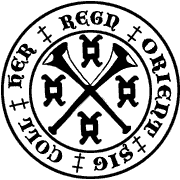 SIG ‡ COLL ‡ HER ‡ REGN ‡ ORIENT